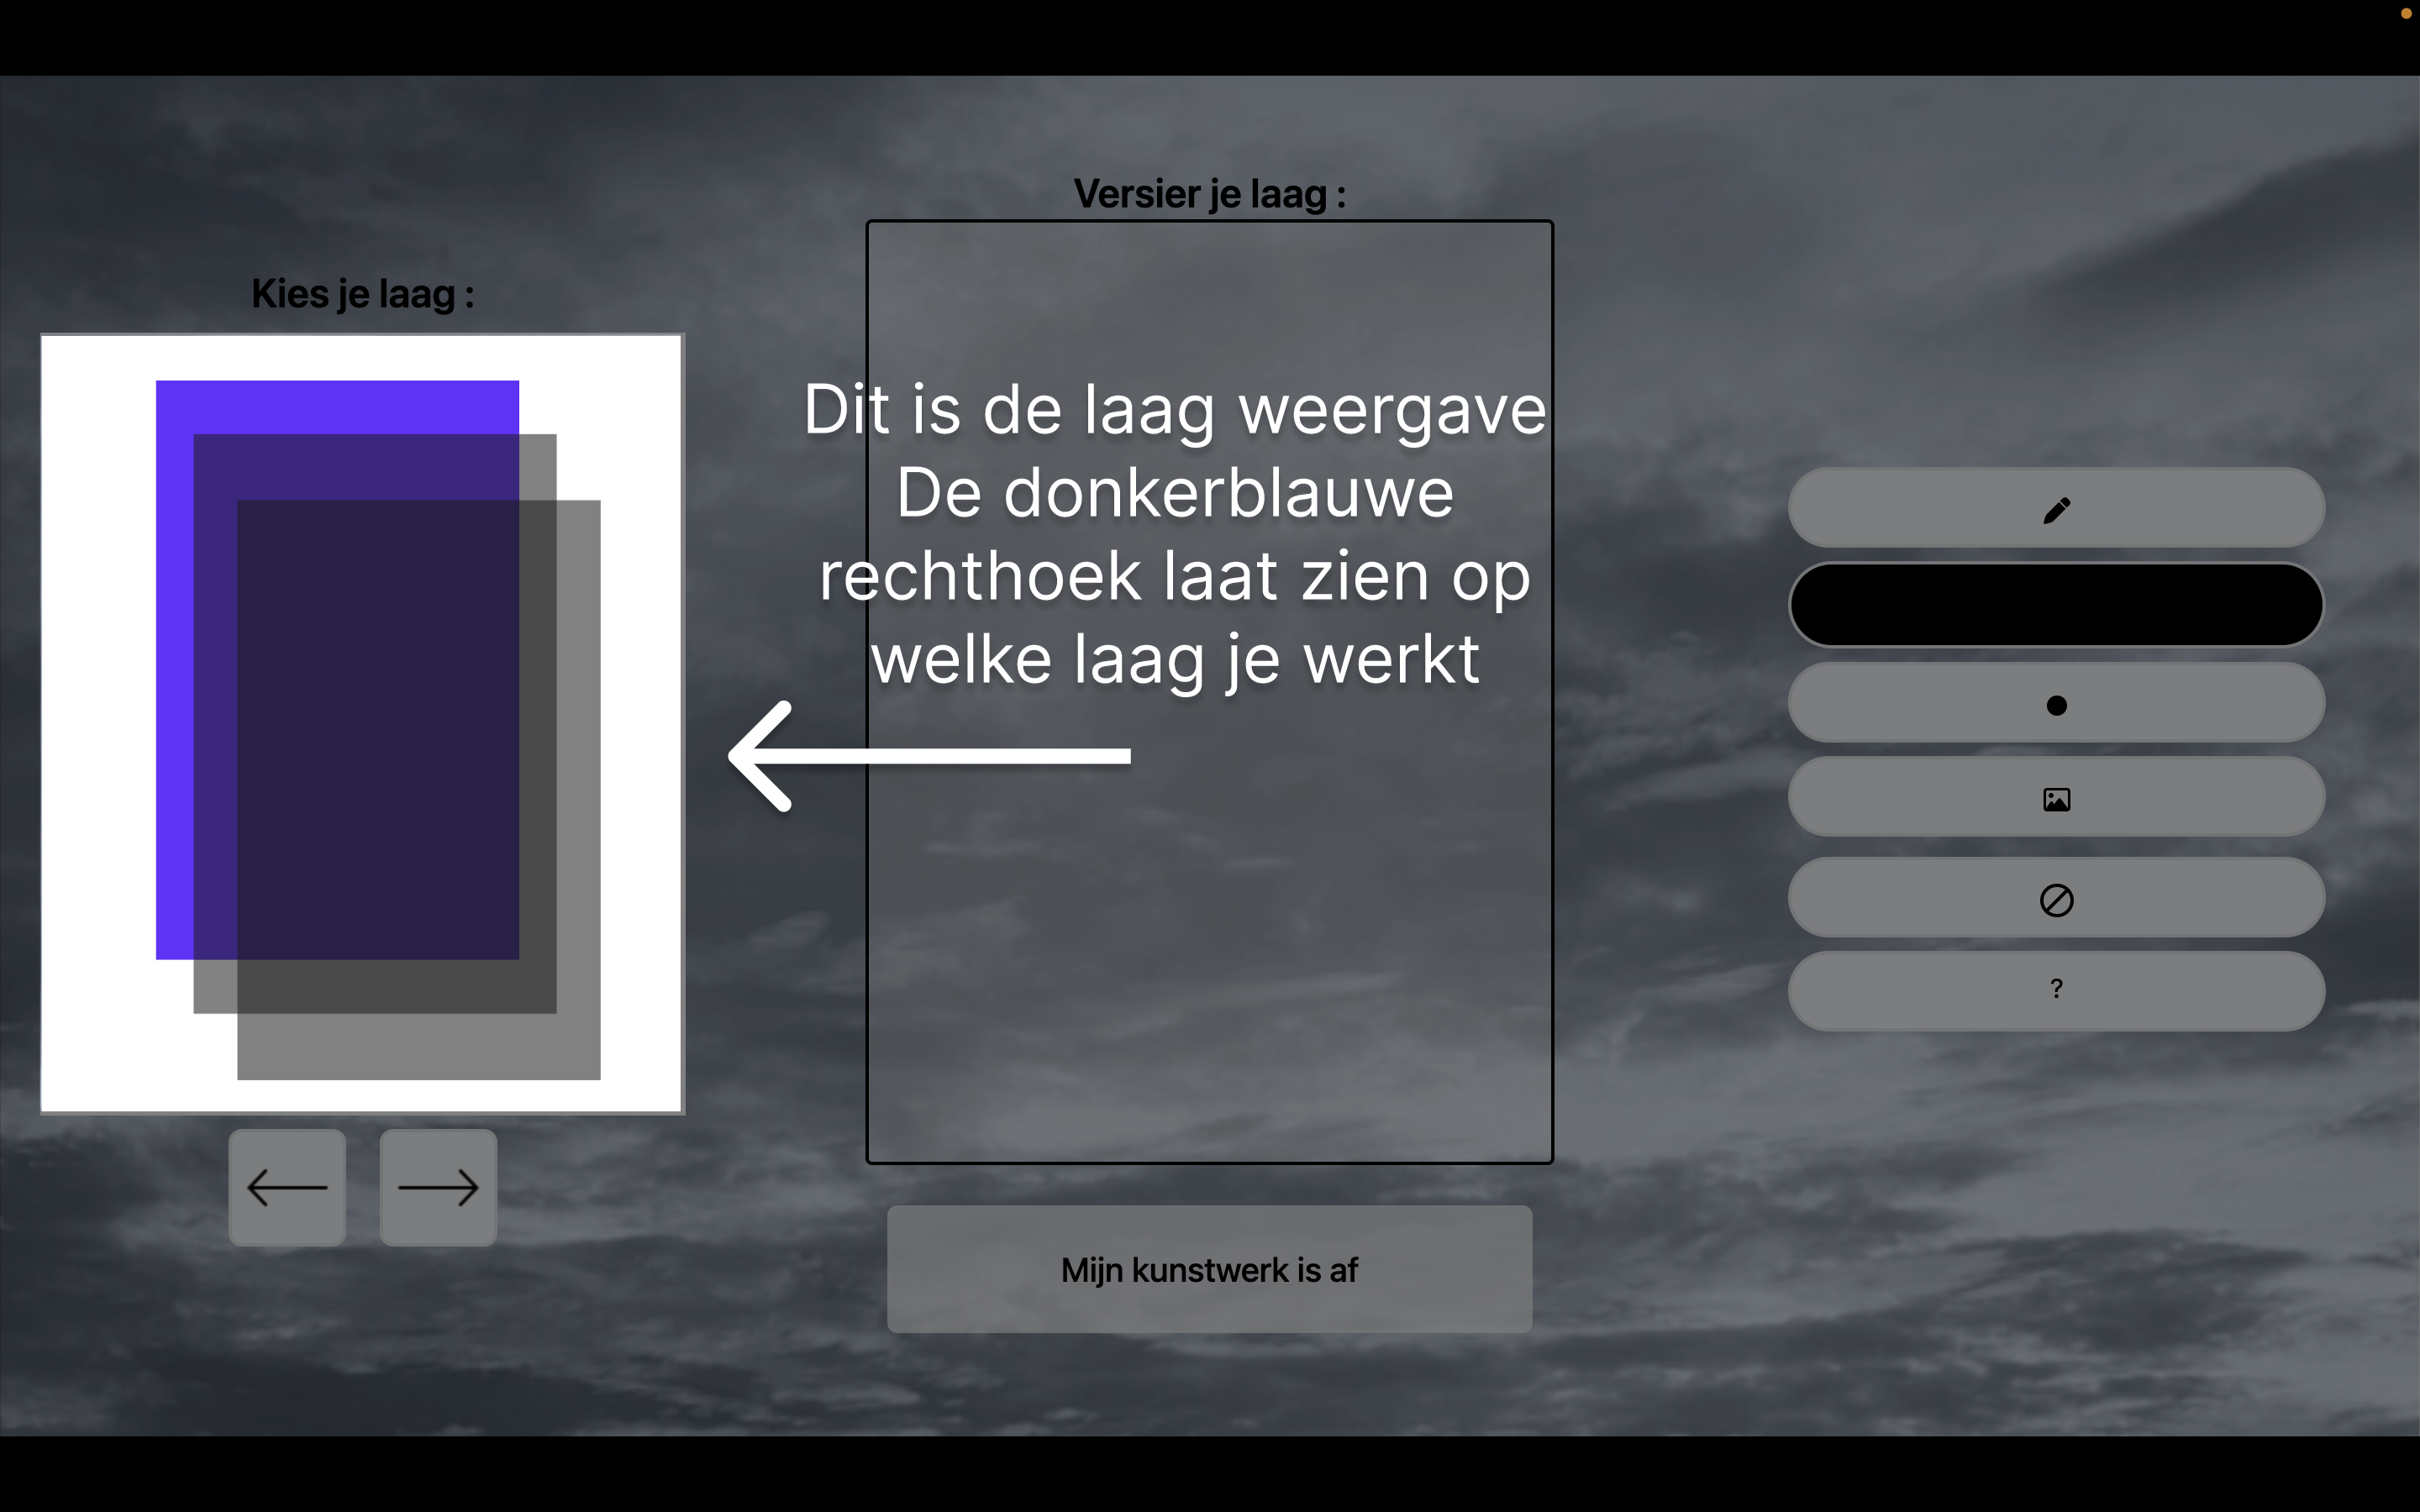 Versier je laag :
Kies je laag :
Dit is de laag weergave
De donkerblauwe
rechthoek laat zien op
welke laag je werkt
?
Mijn kunstwerk is af